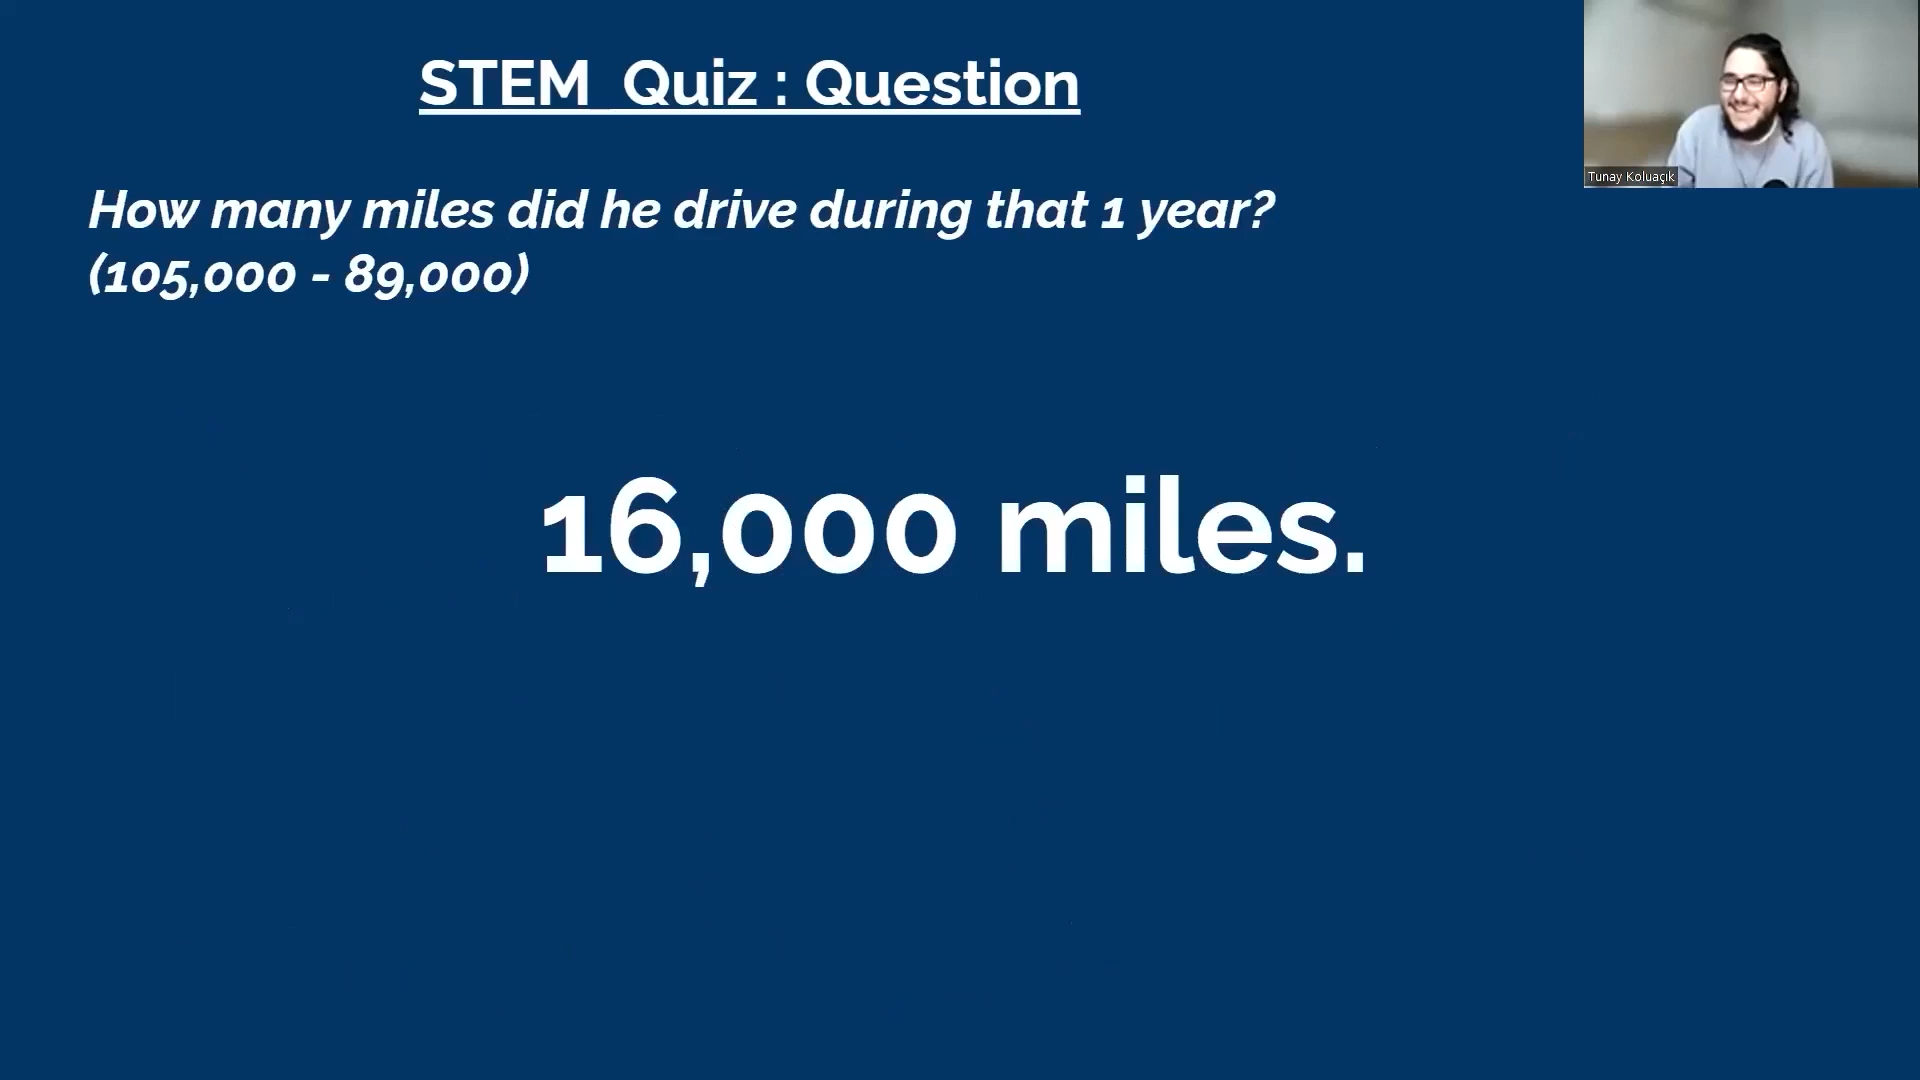 STEM Quiz : Question
How many miles did he drive during that 1 year?
(105,000 - 89,000)
16,000 miles.
Tunay Koluaçık